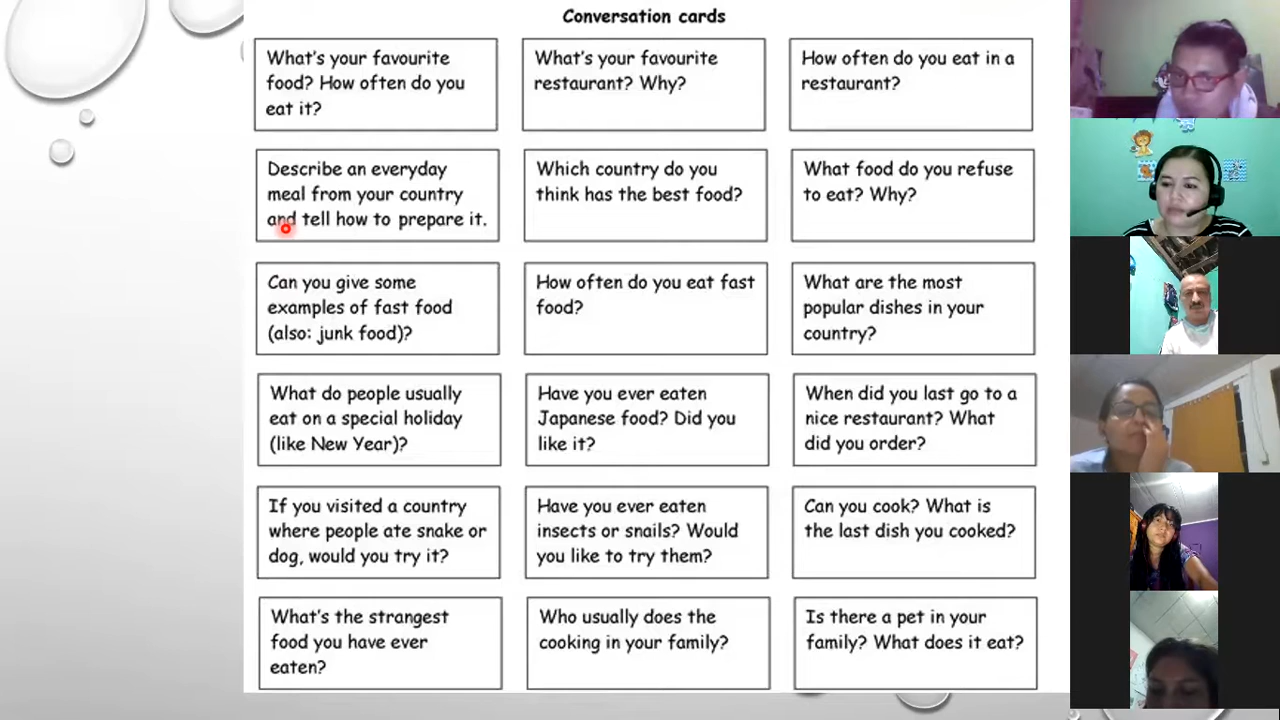 Conversation cards
What's your favourite
food? How often do you
eat it?
What's your favourite
restaurant? Why?
How often do you eat in a
restaurant?
Describe an everyday
meal from your country
and tell how to prepare it.
Which country do you
think has the best food?
What food do you refuse
to eat? Why?
Can you give some
examples of fast food
(also: junk food)?
How often do you eat fast
food?
What are the most
popular dishes in your
country?
What do people usually
eat on a special holiday
(like New Year)?
Have you ever eaten
Japanese food? Did you
like it?
When did you last go to a
nice restaurant? What
did you order?
If you visited a country
where people ate snake or
dog, would you try it?
Have you ever eaten
insects or snails? Would
you like to try them?
Can you cook? What is
the last dish you cooked?
What's the strangest
food you have ever
eaten?
Who usually does the
cooking in your family?
Is there a pet in your
family? What does it eat?